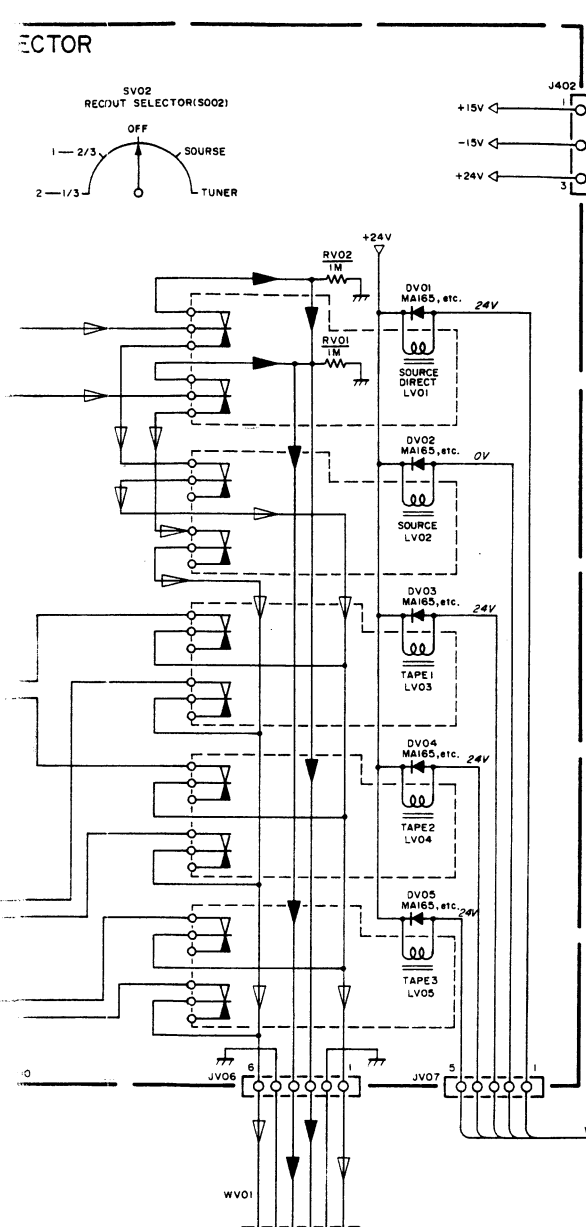 ECTOR
SV02
RECOUT SELECTOR(S002)
OFF
1 — 2/3
SOURSE
2 — 1/3
TUNER
J402
+15V
1
-15V
+24V
3
+24V
RV02
1M
DV01
MA165, etc.
24V
RV01
1M
SOURCE
DIRECT
LV01
DV02
MA165, etc.
0V
SOURCE
LV02
DV03
MA165, etc.
24V
TAPE1
LV03
DV04
MA165, etc.
24V
TAPE2
LV04
DV05
MA165, etc.
24V
TAPE3
LV05
JV06
6
1
JV07
5
1
WV01